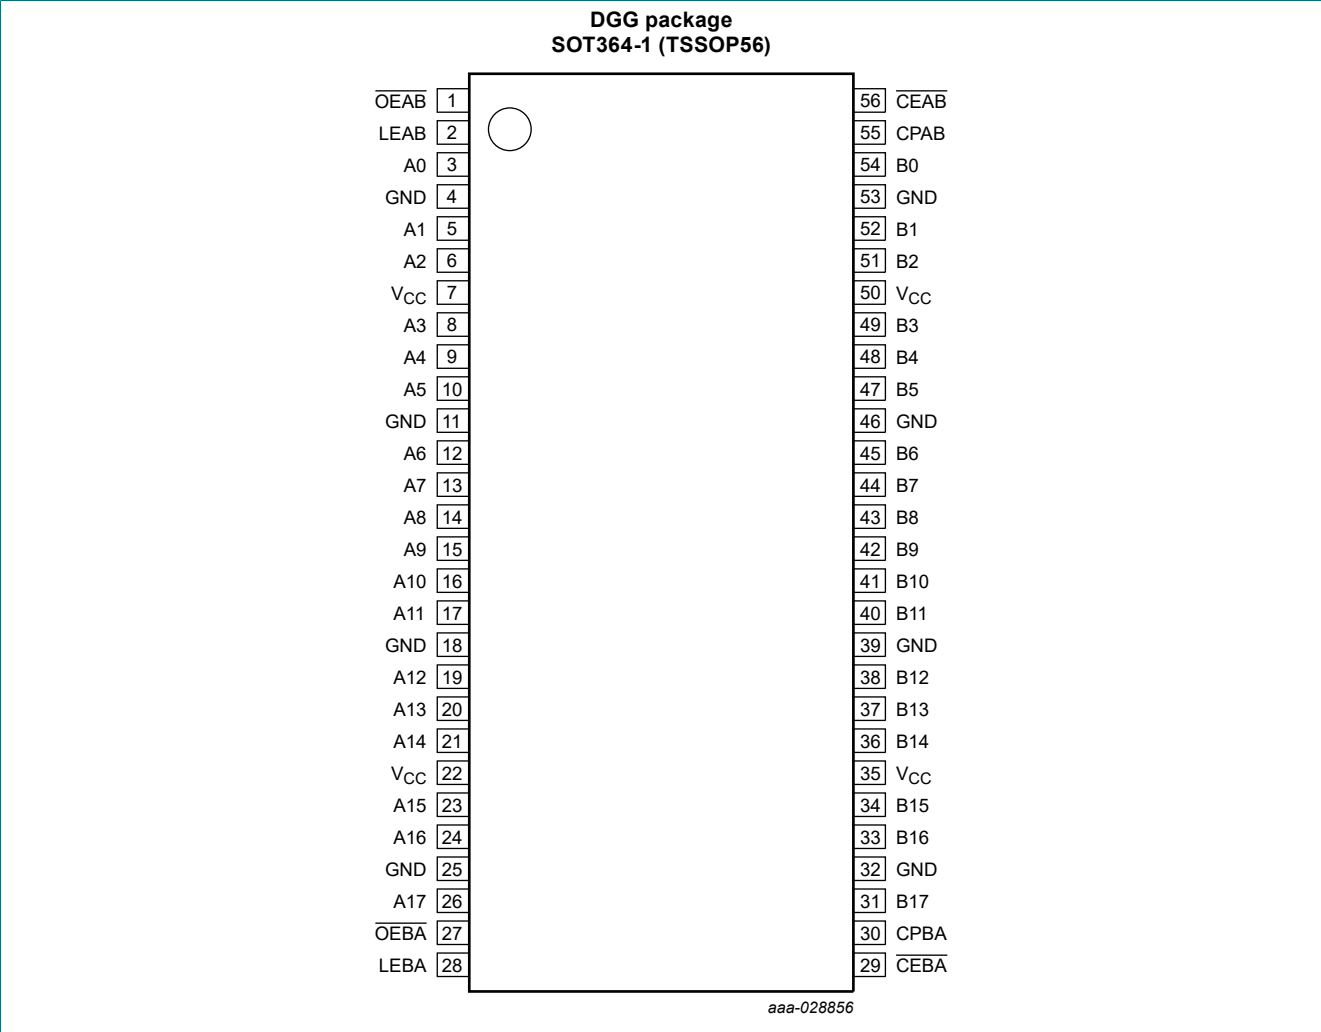 DGG package
SOT364-1 (TSSOP56)
OEAB 1 56 CEAB
LEAB 2 55 CPAB
A0 3 54 B0
GND 4 53 GND
A1 5 52 B1
A2 6 51 B2
VCC 7 50 VCC
A3 8 49 B3
A4 9 48 B4
A5 10 47 B5
GND 11 46 GND
A6 12 45 B6
A7 13 44 B7
A8 14 43 B8
A9 15 42 B9
A10 16 41 B10
A11 17 40 B11
GND 18 39 GND
A12 19 38 B12
A13 20 37 B13
A14 21 36 B14
VCC 22 35 VCC
A15 23 34 B15
A16 24 33 B16
GND 25 32 GND
A17 26 31 B17
OEBA 27 30 CPBA
LEBA 28 29 CEBA
aaa-028856